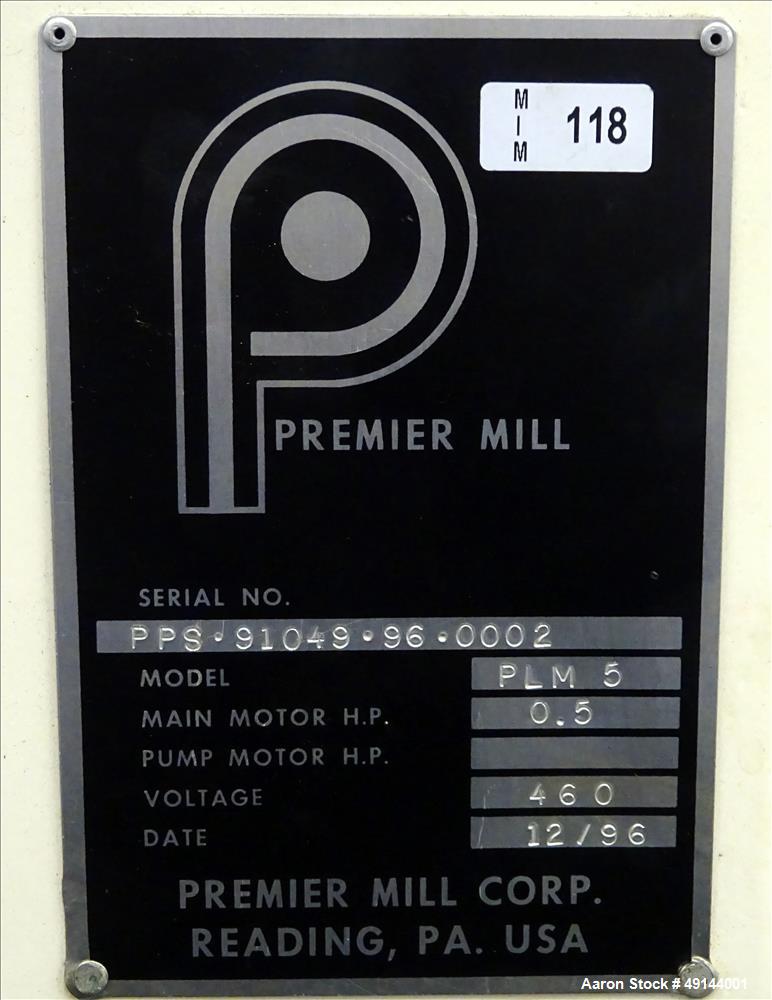 MIM 118
PREMIER MILL
SERIAL NO.
PPS·91049·96·0002
MODEL PLM 5
MAIN MOTOR H.P. 0.5
PUMP MOTOR H.P.
VOLTAGE 460
DATE 12/96
PREMIER MILL CORP.
READING, PA. USA
Aaron Stock # 49144001